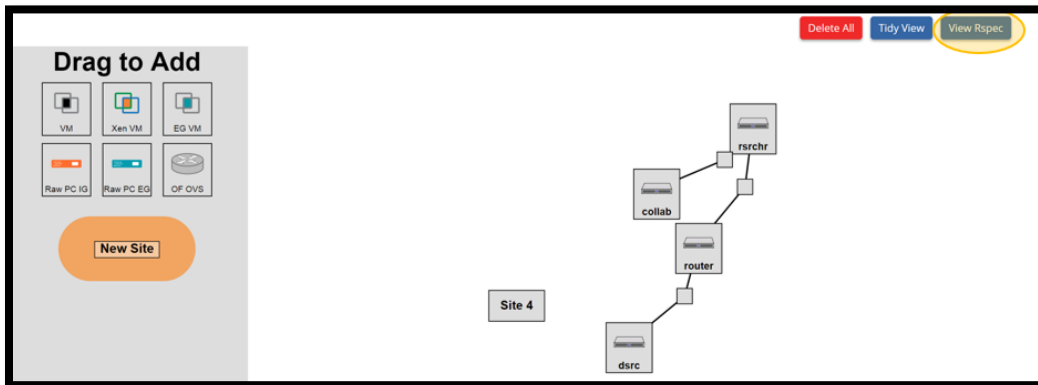 Delete All
Tidy View
View Rspec
Drag to Add
VM
Xen VM
EG VM
Raw PC IG
Raw PC EG
OF OVS
New Site
rsrchr
collab
router
Site 4
dsrc